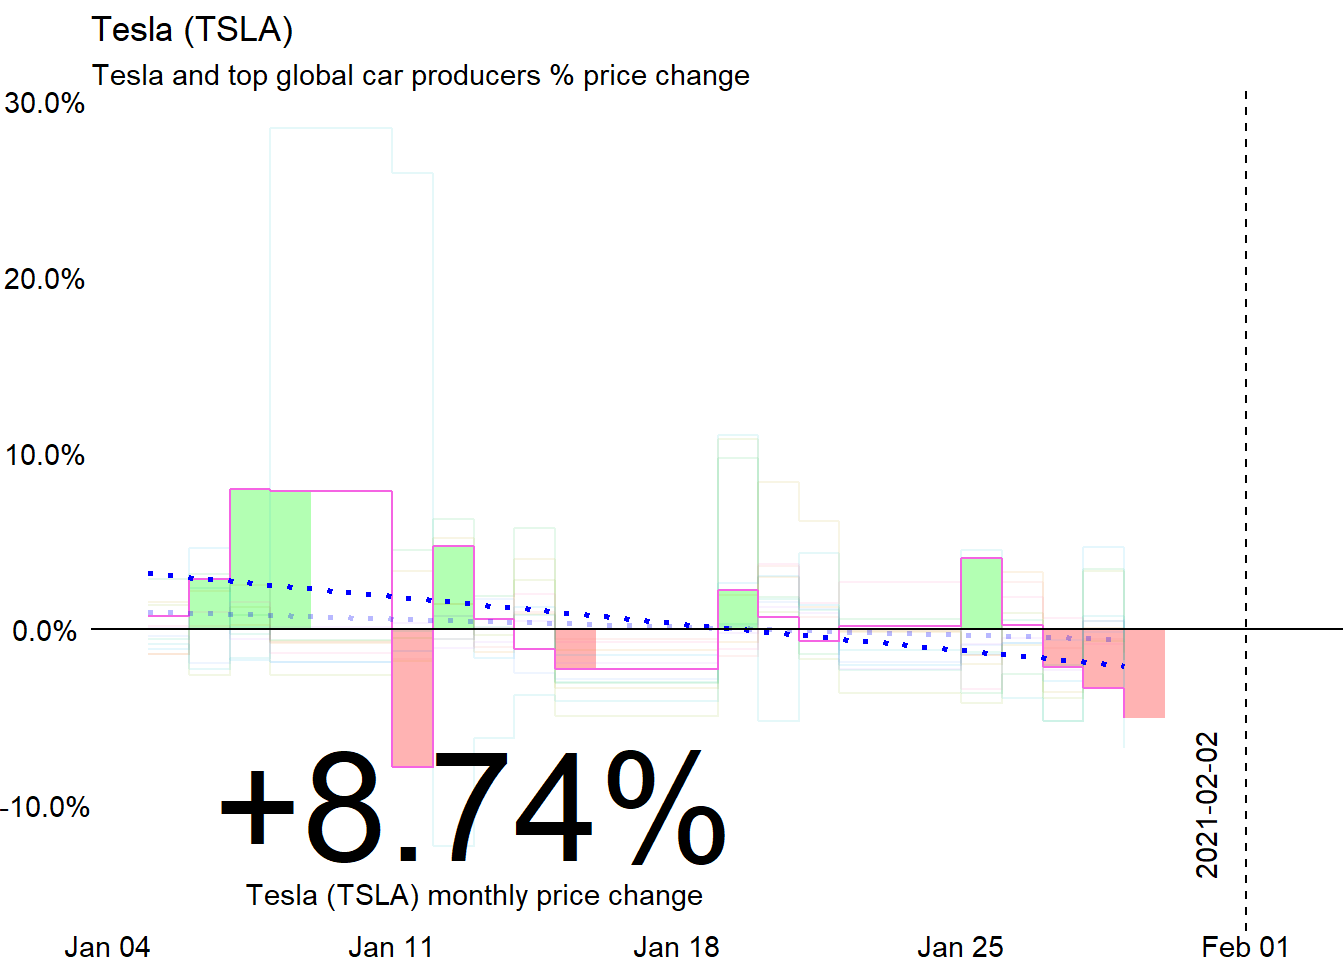 Tesla (TSLA)
Tesla and top global car producers % price change
30.0%
20.0%
10.0%
0.0%
-10.0%
+8.74%
Tesla (TSLA) monthly price change
2021-02-02
Jan 04 Jan 11 Jan 18 Jan 25 Feb 01